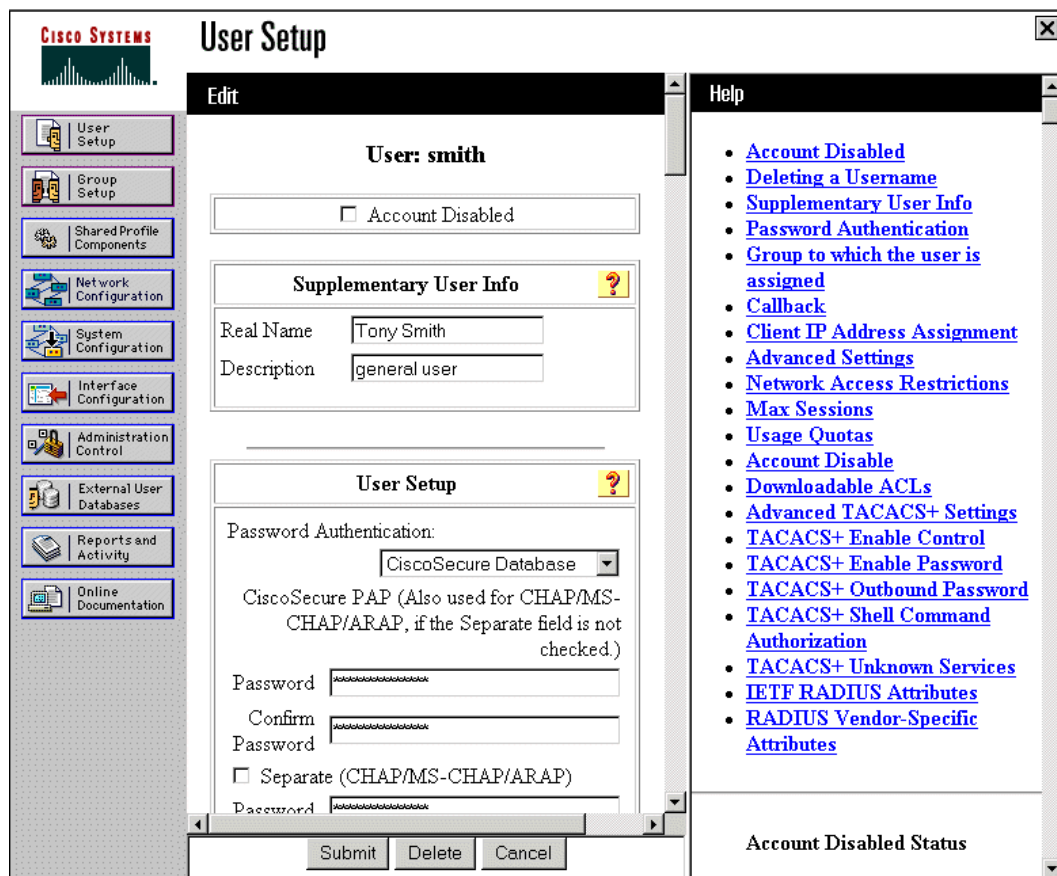 CISCO SYSTEMS
User Setup
User
Setup
Group
Setup
Shared Profile
Components
Network
Configuration
System
Configuration
Interface
Configuration
Administration
Control
External User
Databases
Reports and
Activity
Online
Documentation
Edit
User: smith
Account Disabled
Supplementary User Info
?
Real Name
Tony Smith
Description
general user
User Setup
?
Password Authentication:
CiscoSecure Database
CiscoSecure PAP (Also used for CHAP/MS-
CHAP/ARAP, if the Separate field is not
checked.)
Password
****************
Confirm
Password
****************
Separate (CHAP/MS-CHAP/ARAP)
Password
****************
Submit
Delete
Cancel
Help
Account Disabled
Deleting a Username
Supplementary User Info
Password Authentication
Group to which the user is
assigned
Callback
Client IP Address Assignment
Advanced Settings
Network Access Restrictions
Max Sessions
Usage Quotas
Account Disable
Downloadable ACLs
Advanced TACACS+ Settings
TACACS+ Enable Control
TACACS+ Enable Password
TACACS+ Outbound Password
TACACS+ Shell Command
Authorization
TACACS+ Unknown Services
IETF RADIUS Attributes
RADIUS Vendor-Specific
Attributes
Account Disabled Status